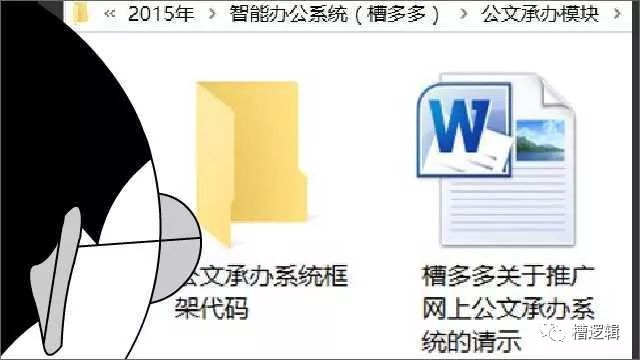 « 2015年 › 智能办公系统（槽多多） › 公文承办模块 ›
公文承办系统框
架代码
槽多多关于推广
网上公文承办系
统的请示
槽逻辑